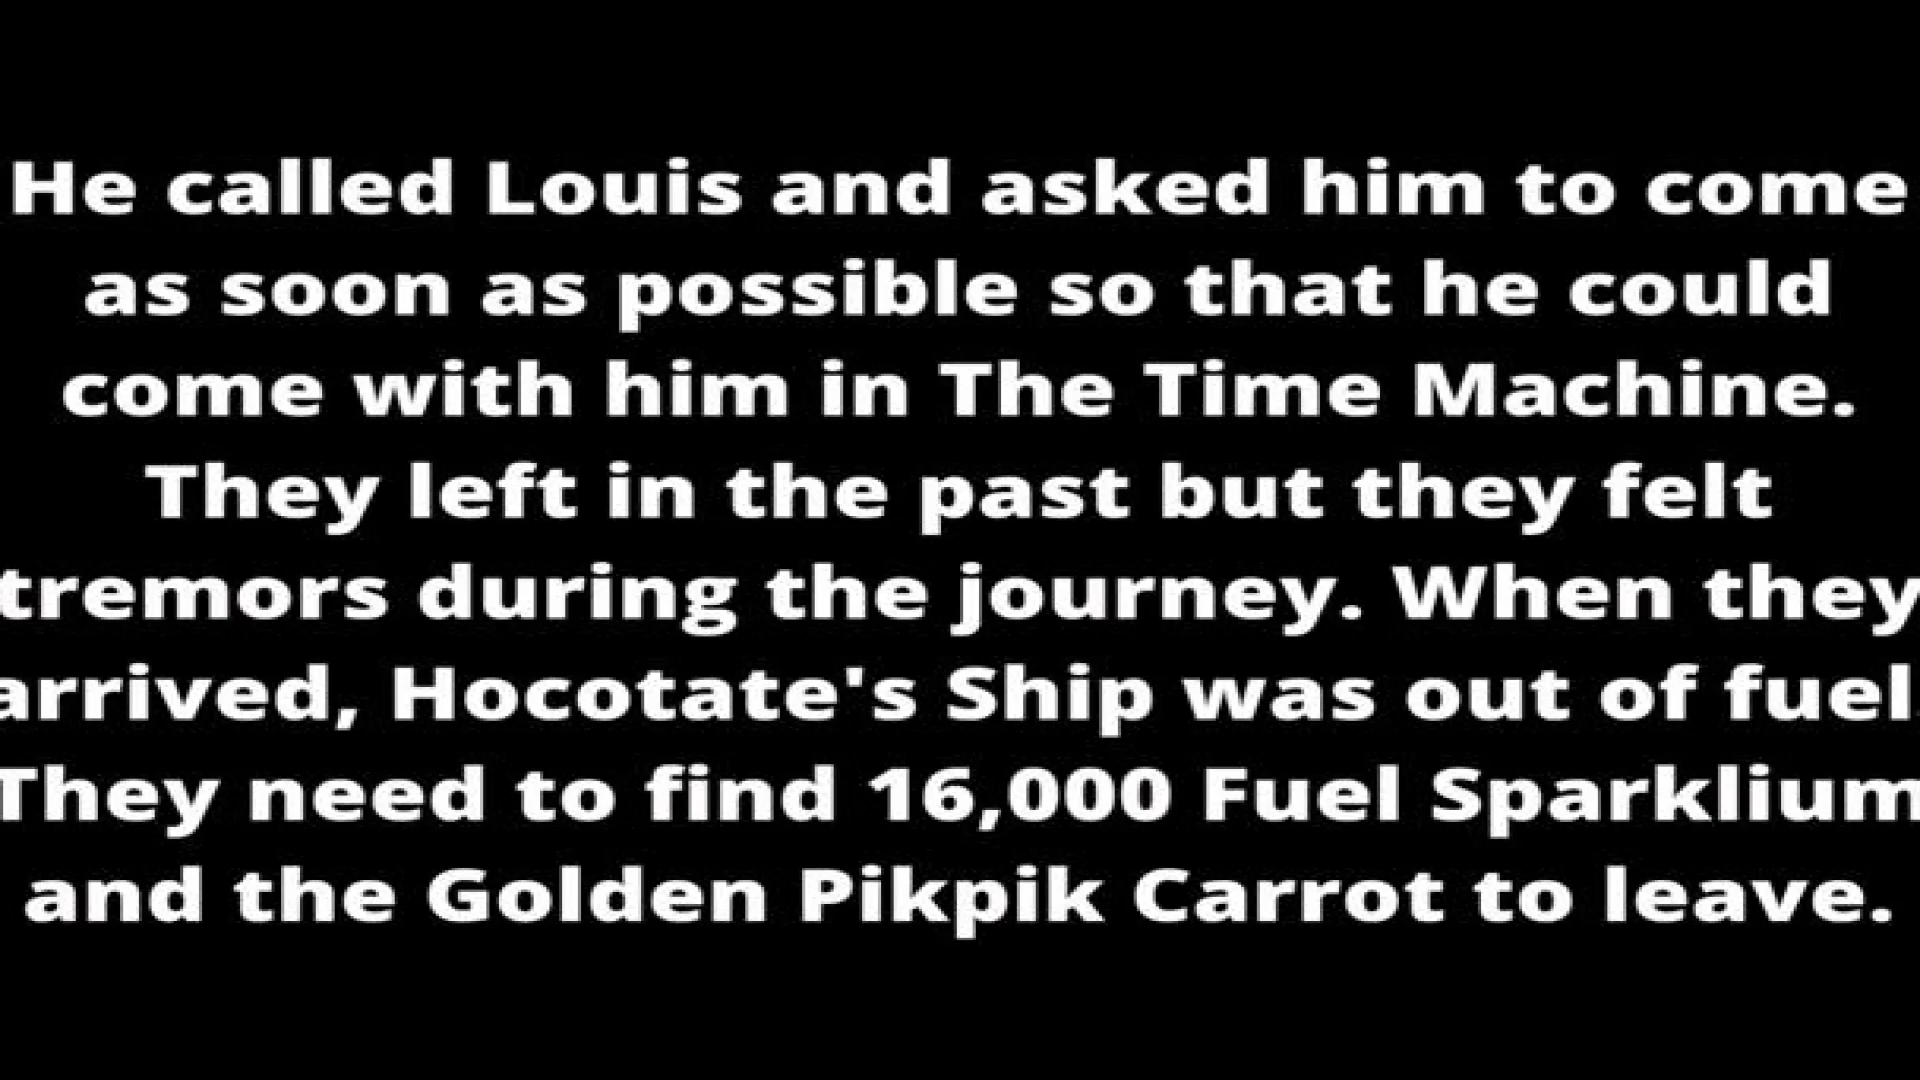 He called Louis and asked him to come
as soon as possible so that he could
come with him in The Time Machine.
They left in the past but they felt
tremors during the journey. When they
arrived, Hocotate's Ship was out of fuel.
They need to find 16,000 Fuel Sparklium
and the Golden Pikpik Carrot to leave.